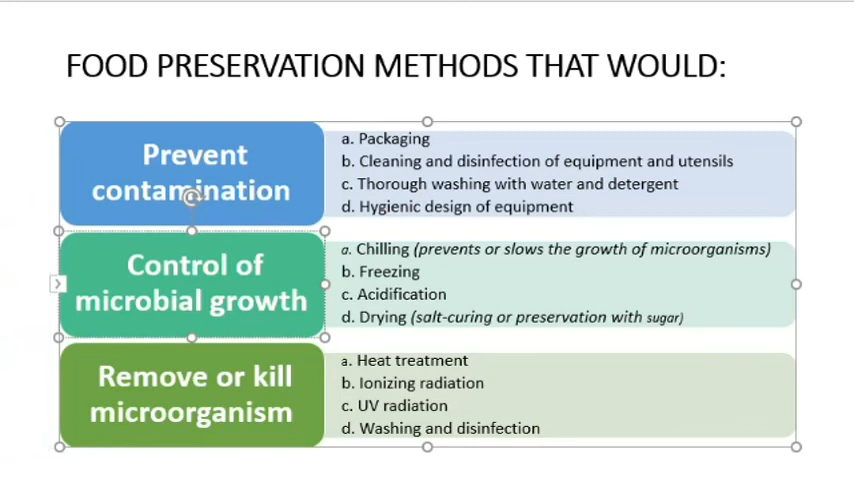 FOOD PRESERVATION METHODS THAT WOULD:
Prevent
contamination
a. Packaging
b. Cleaning and disinfection of equipment and utensils
c. Thorough washing with water and detergent
d. Hygienic design of equipment
Control of
microbial growth
a. Chilling (prevents or slows the growth of microorganisms)
b. Freezing
c. Acidification
d. Drying (salt-curing or preservation with sugar)
Remove or kill
microorganism
a. Heat treatment
b. Ionizing radiation
c. UV radiation
d. Washing and disinfection